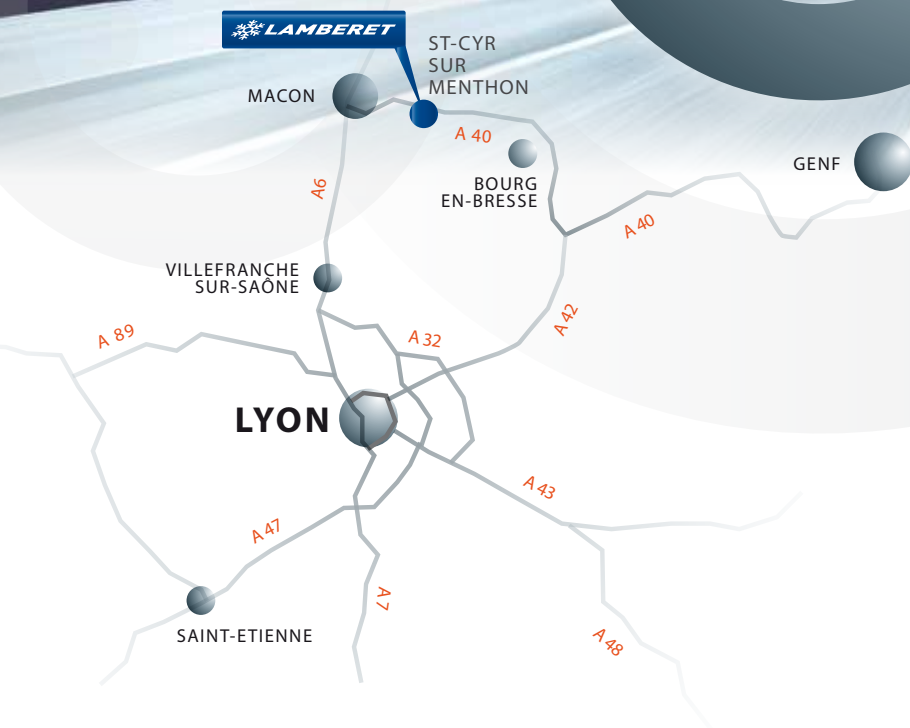 LAMBERET
ST-CYR
SUR
MENTHON
MACON
A 40
BOURG
EN-BRESSE
GENF
A6
A 40
VILLEFRANCHE
SUR-SAÔNE
A 89
A 32
A 42
LYON
A 43
A 47
A 7
SAINT-ETIENNE
A 48